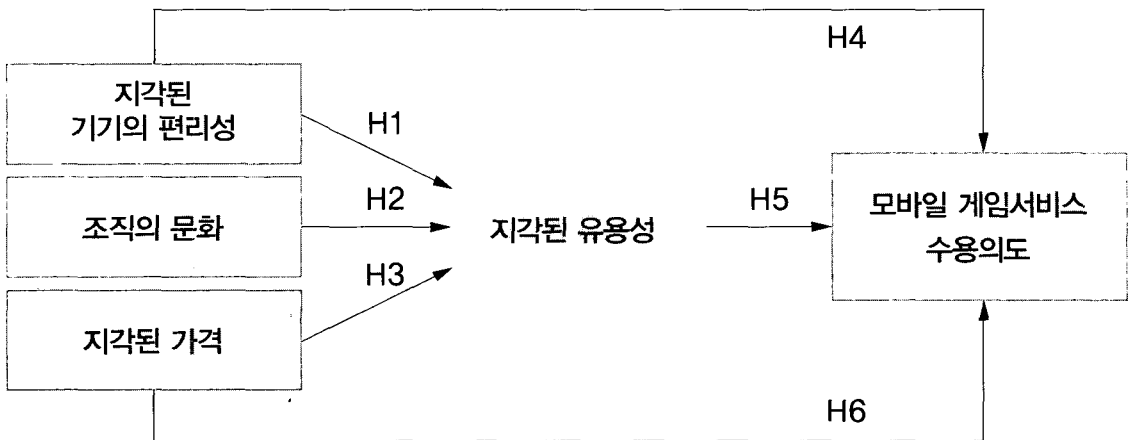 H4
지각된
기기의 편리성
H1
조직의 문화
H2
지각된 유용성
H5
모바일 게임서비스
수용의도
H3
지각된 가격
H6